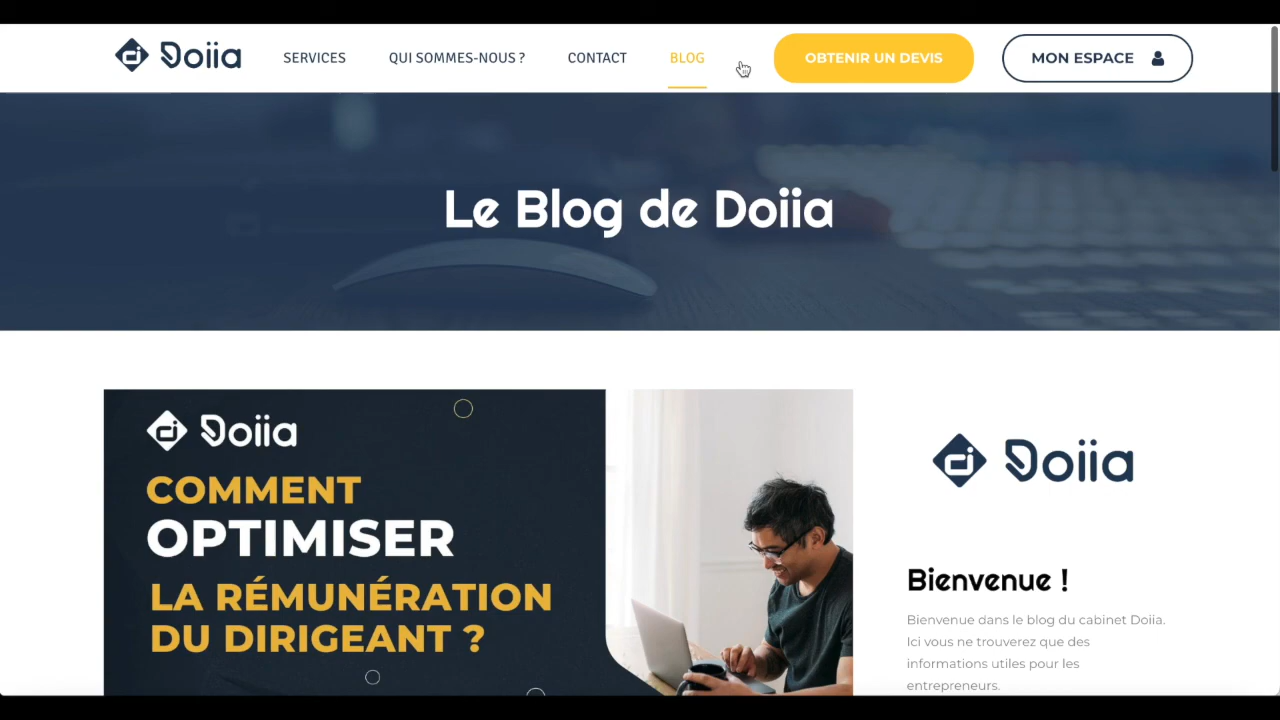 Doiia
SERVICES
QUI SOMMES-NOUS ?
CONTACT
BLOG
OBTENIR UN DEVIS
MON ESPACE
Le Blog de Doiia
Doiia
COMMENT
OPTIMISER
LA RÉMUNÉRATION
DU DIRIGEANT ?
Doiia
Bienvenue !
Bienvenue dans le blog du cabinet Doiia.
Ici vous ne trouverez que des
informations utiles pour les
entrepreneurs.